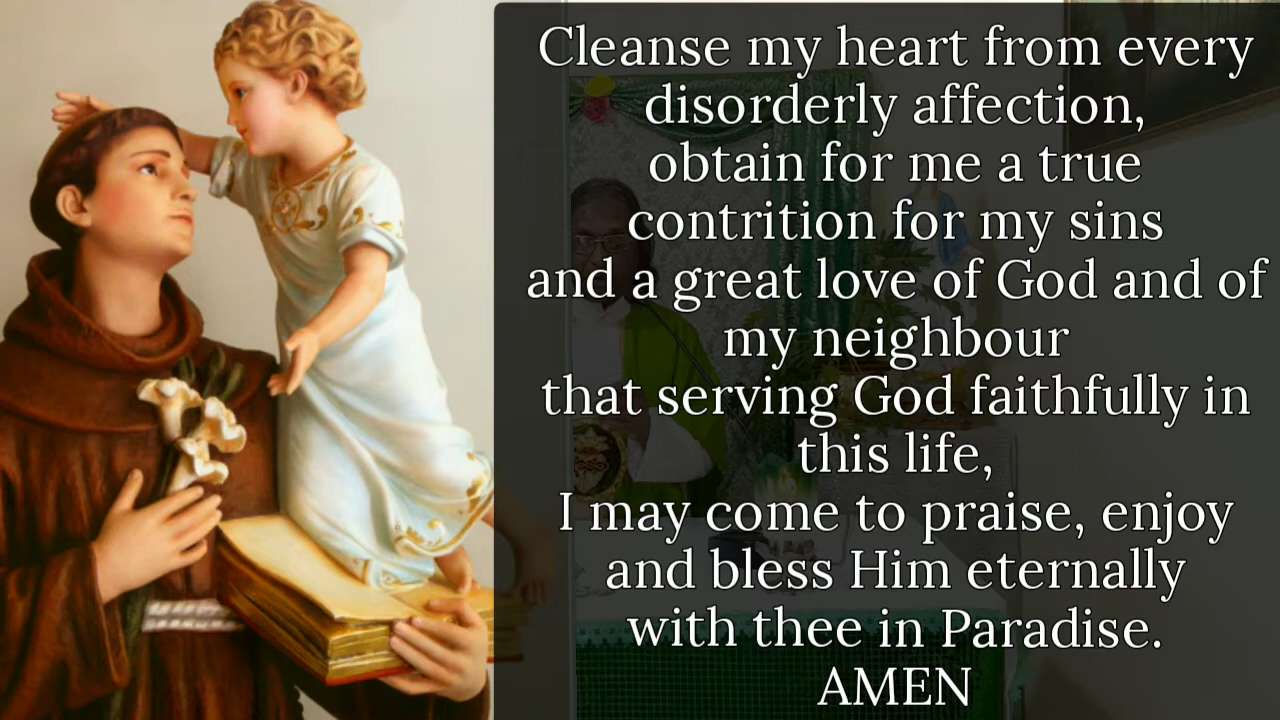 Cleanse my heart from every
disorderly affection,
obtain for me a true
contrition for my sins
and a great love of God and of
my neighbour
that serving God faithfully in
this life,
I may come to praise, enjoy
and bless Him eternally
with thee in Paradise.
AMEN